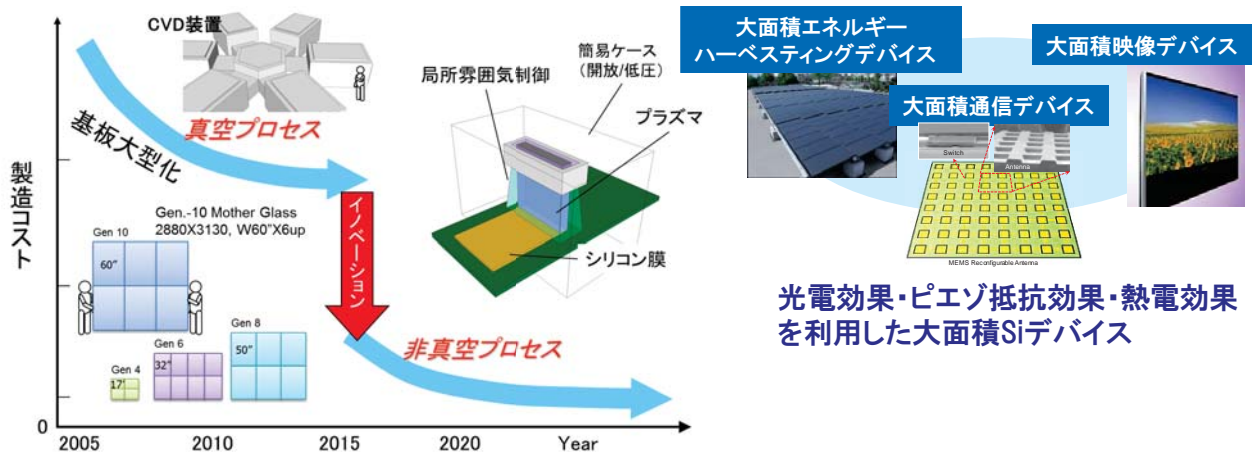 CVD装置
基板大型化
真空プロセス
製造コスト
Gen.-10 Mother Glass
2880X3130, W60”X6up
Gen 10
60”
Gen 8
50”
Gen 6
32”
Gen 4
17’
イノベーション
局所雰囲気制御
簡易ケース
(開放/低圧)
プラズマ
シリコン膜
非真空プロセス
0
2005
2010
2015
2020
Year
大面積エネルギー
ハーベスティングデバイス
大面積映像デバイス
大面積通信デバイス
Switch
Antenna
MEMS Reconfigurable Antenna
光電効果・ピエゾ抵抗効果・熱電効果
を利用した大面積Siデバイス